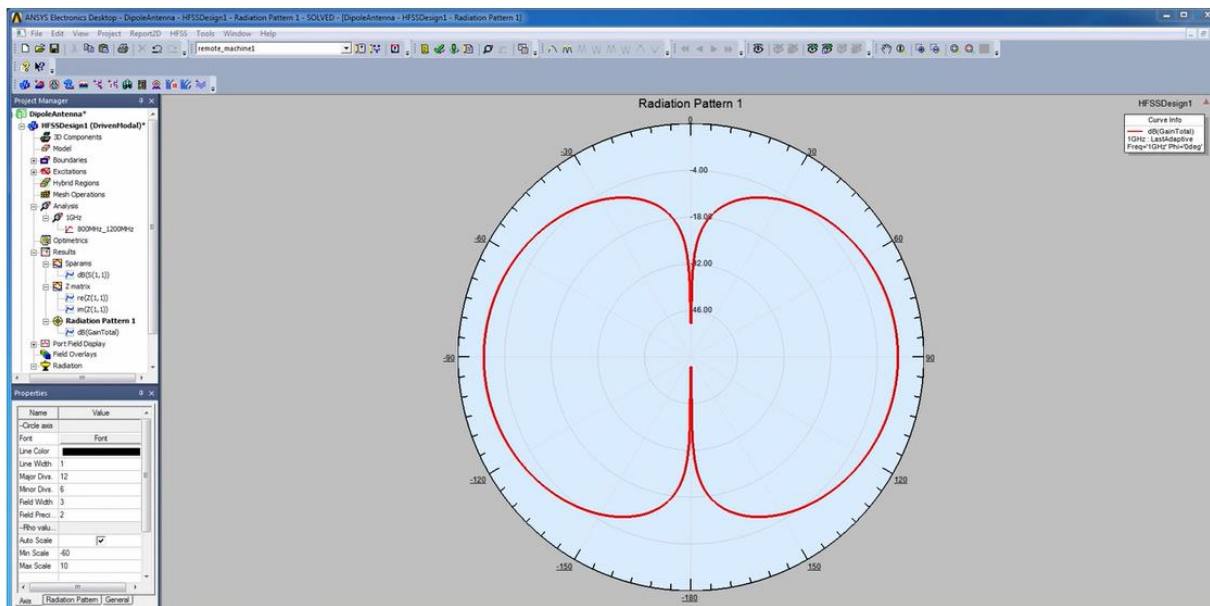 ANSYS Electronics Desktop - DipoleAntenna - HFSSDesign1 - Radiation Pattern 1 - SOLVED - [DipoleAntenna - HFSSDesign1 - Radiation Pattern 1]
File Edit View Project Report2D HFSS Tools Window Help
remote_machine1
Project Manager
DipoleAntenna*
HFSSDesign1 (DrivenModal)*
3D Components
Model
Boundaries
Excitations
Hybrid Regions
Mesh Operations
Analysis
1GHz
800MHz_1200MHz
Optimetrics
Results
Sparams
dB(S(1,1))
Z matrix
re(Z(1,1))
im(Z(1,1))
Radiation Pattern 1
dB(GainTotal)
Port Field Display
Field Overlays
Radiation
Properties
Name Value
--Circle axis
Font Font
Line Color
Line Width 1
Major Divs. 12
Minor Divs. 6
Field Width 3
Field Preci... 2
--Rho valu...
Auto Scale
Min Scale -60
Max Scale 10
Axis Radiation Pattern General
Radiation Pattern 1
HFSSDesign1
Curve Info
dB(GainTotal)
1GHz : LastAdaptive
Freq='1GHz' Phi='0deg'
0
-30 30
-4.00
-18.00
-60 60
-32.00
-46.00
-90 90
-120 120
-150 150
-180